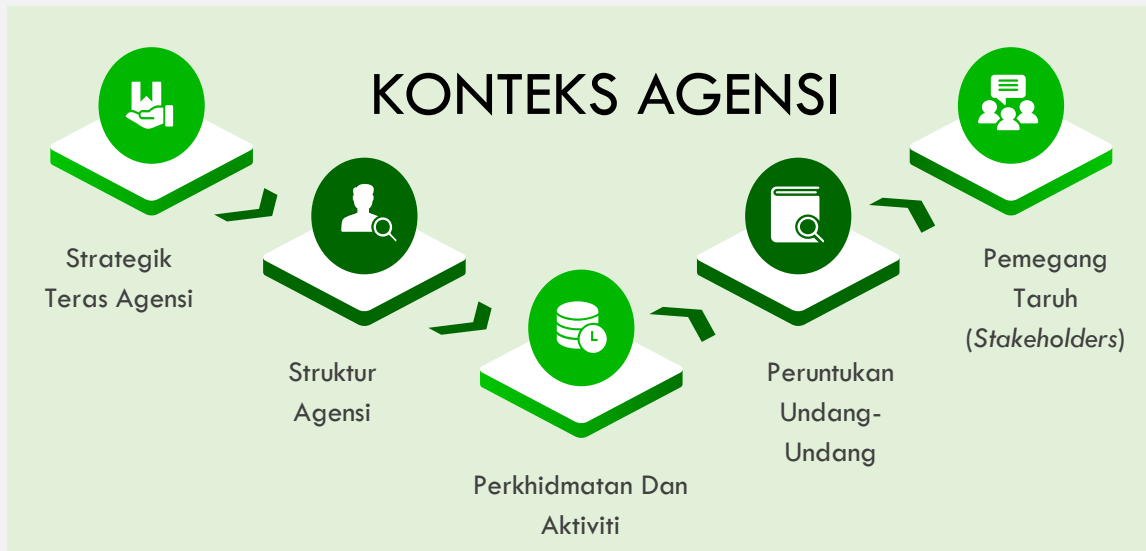 KONTEKS AGENSI
Strategik
Teras Agensi
Struktur
Agensi
Perkhidmatan Dan
Aktiviti
Peruntukan
Undang-
Undang
Pemegang
Taruh
(Stakeholders)